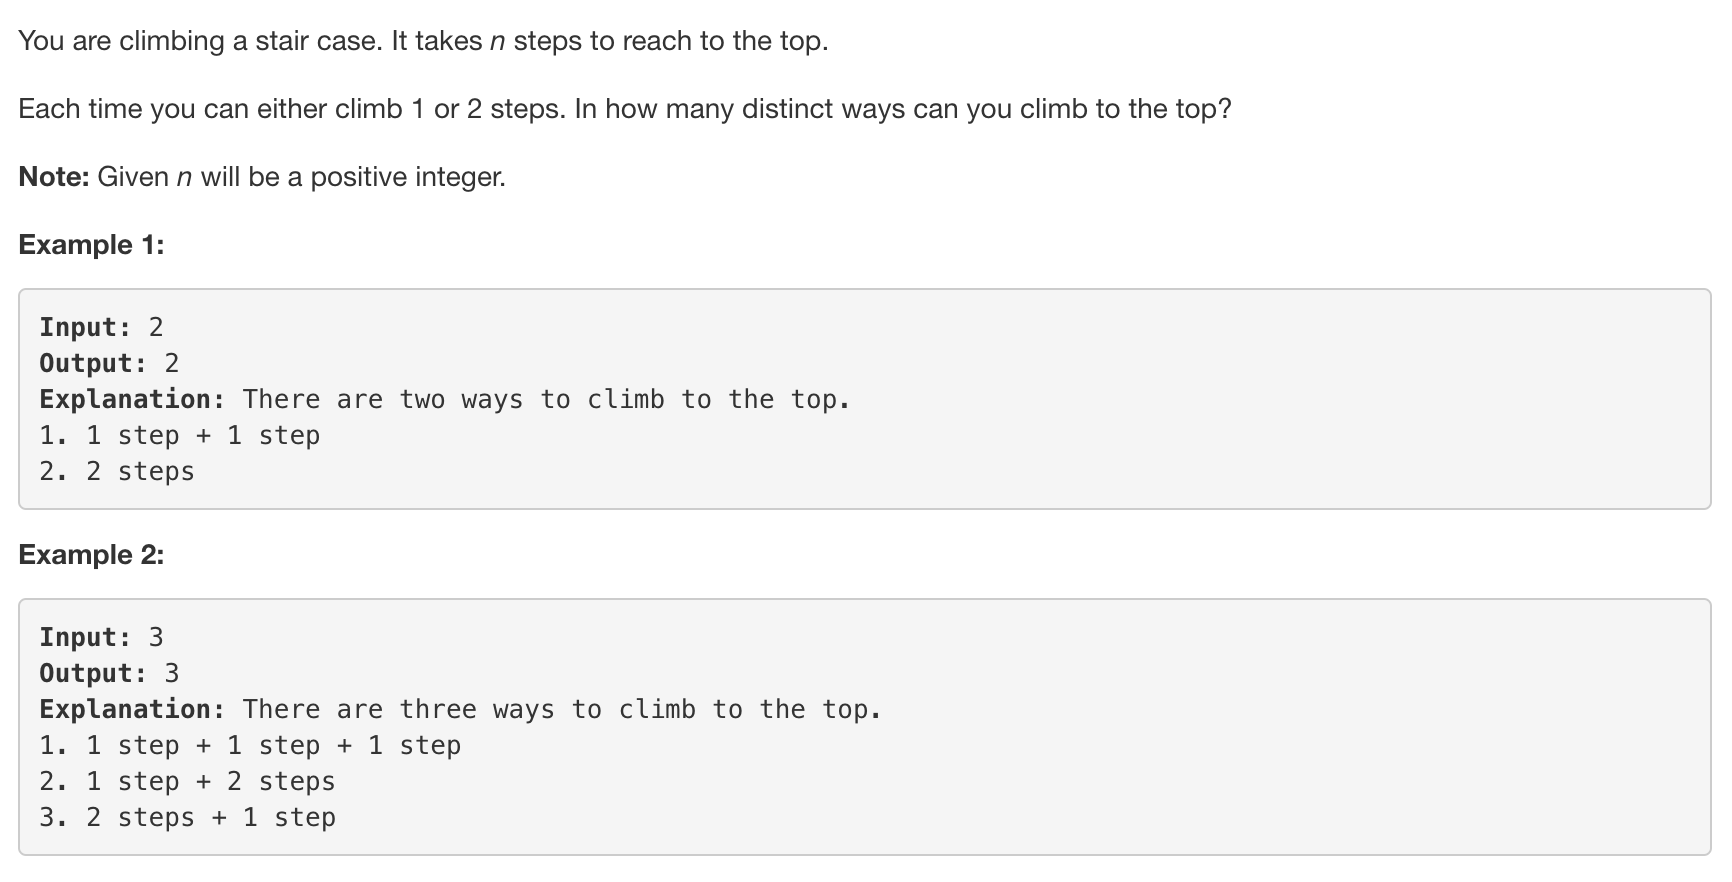 You are climbing a stair case. It takes n steps to reach to the top.
Each time you can either climb 1 or 2 steps. In how many distinct ways can you climb to the top?
Note: Given n will be a positive integer.
Example 1:
Input: 2
Output: 2
Explanation: There are two ways to climb to the top.
1. 1 step + 1 step
2. 2 steps
Example 2:
Input: 3
Output: 3
Explanation: There are three ways to climb to the top.
1. 1 step + 1 step + 1 step
2. 1 step + 2 steps
3. 2 steps + 1 step